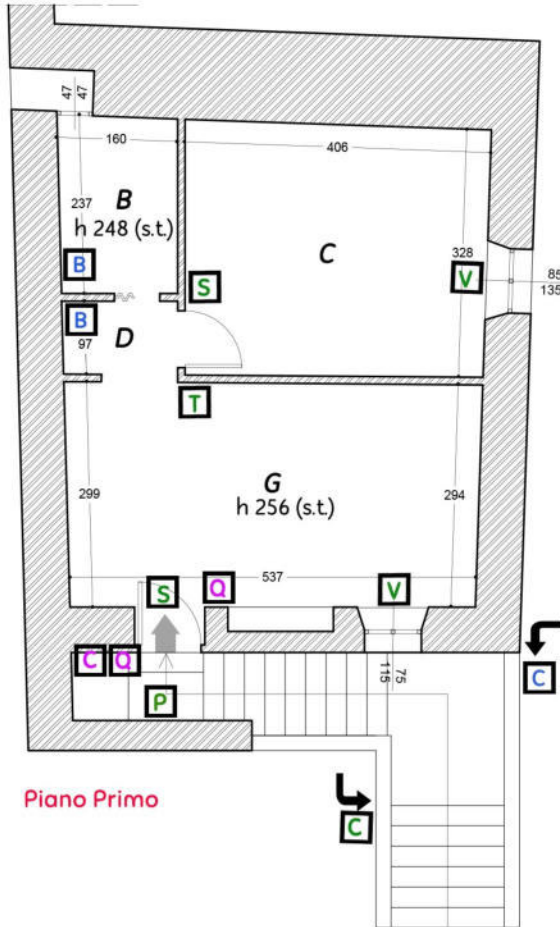 47
47
160
406
237
B
h 248 (s.t.)
C
328
V
85
135
B
S
B
D
97
T
G
h 256 (s.t.)
299
294
S
Q
537
V
C
Q
P
115
75
C
Piano Primo
C